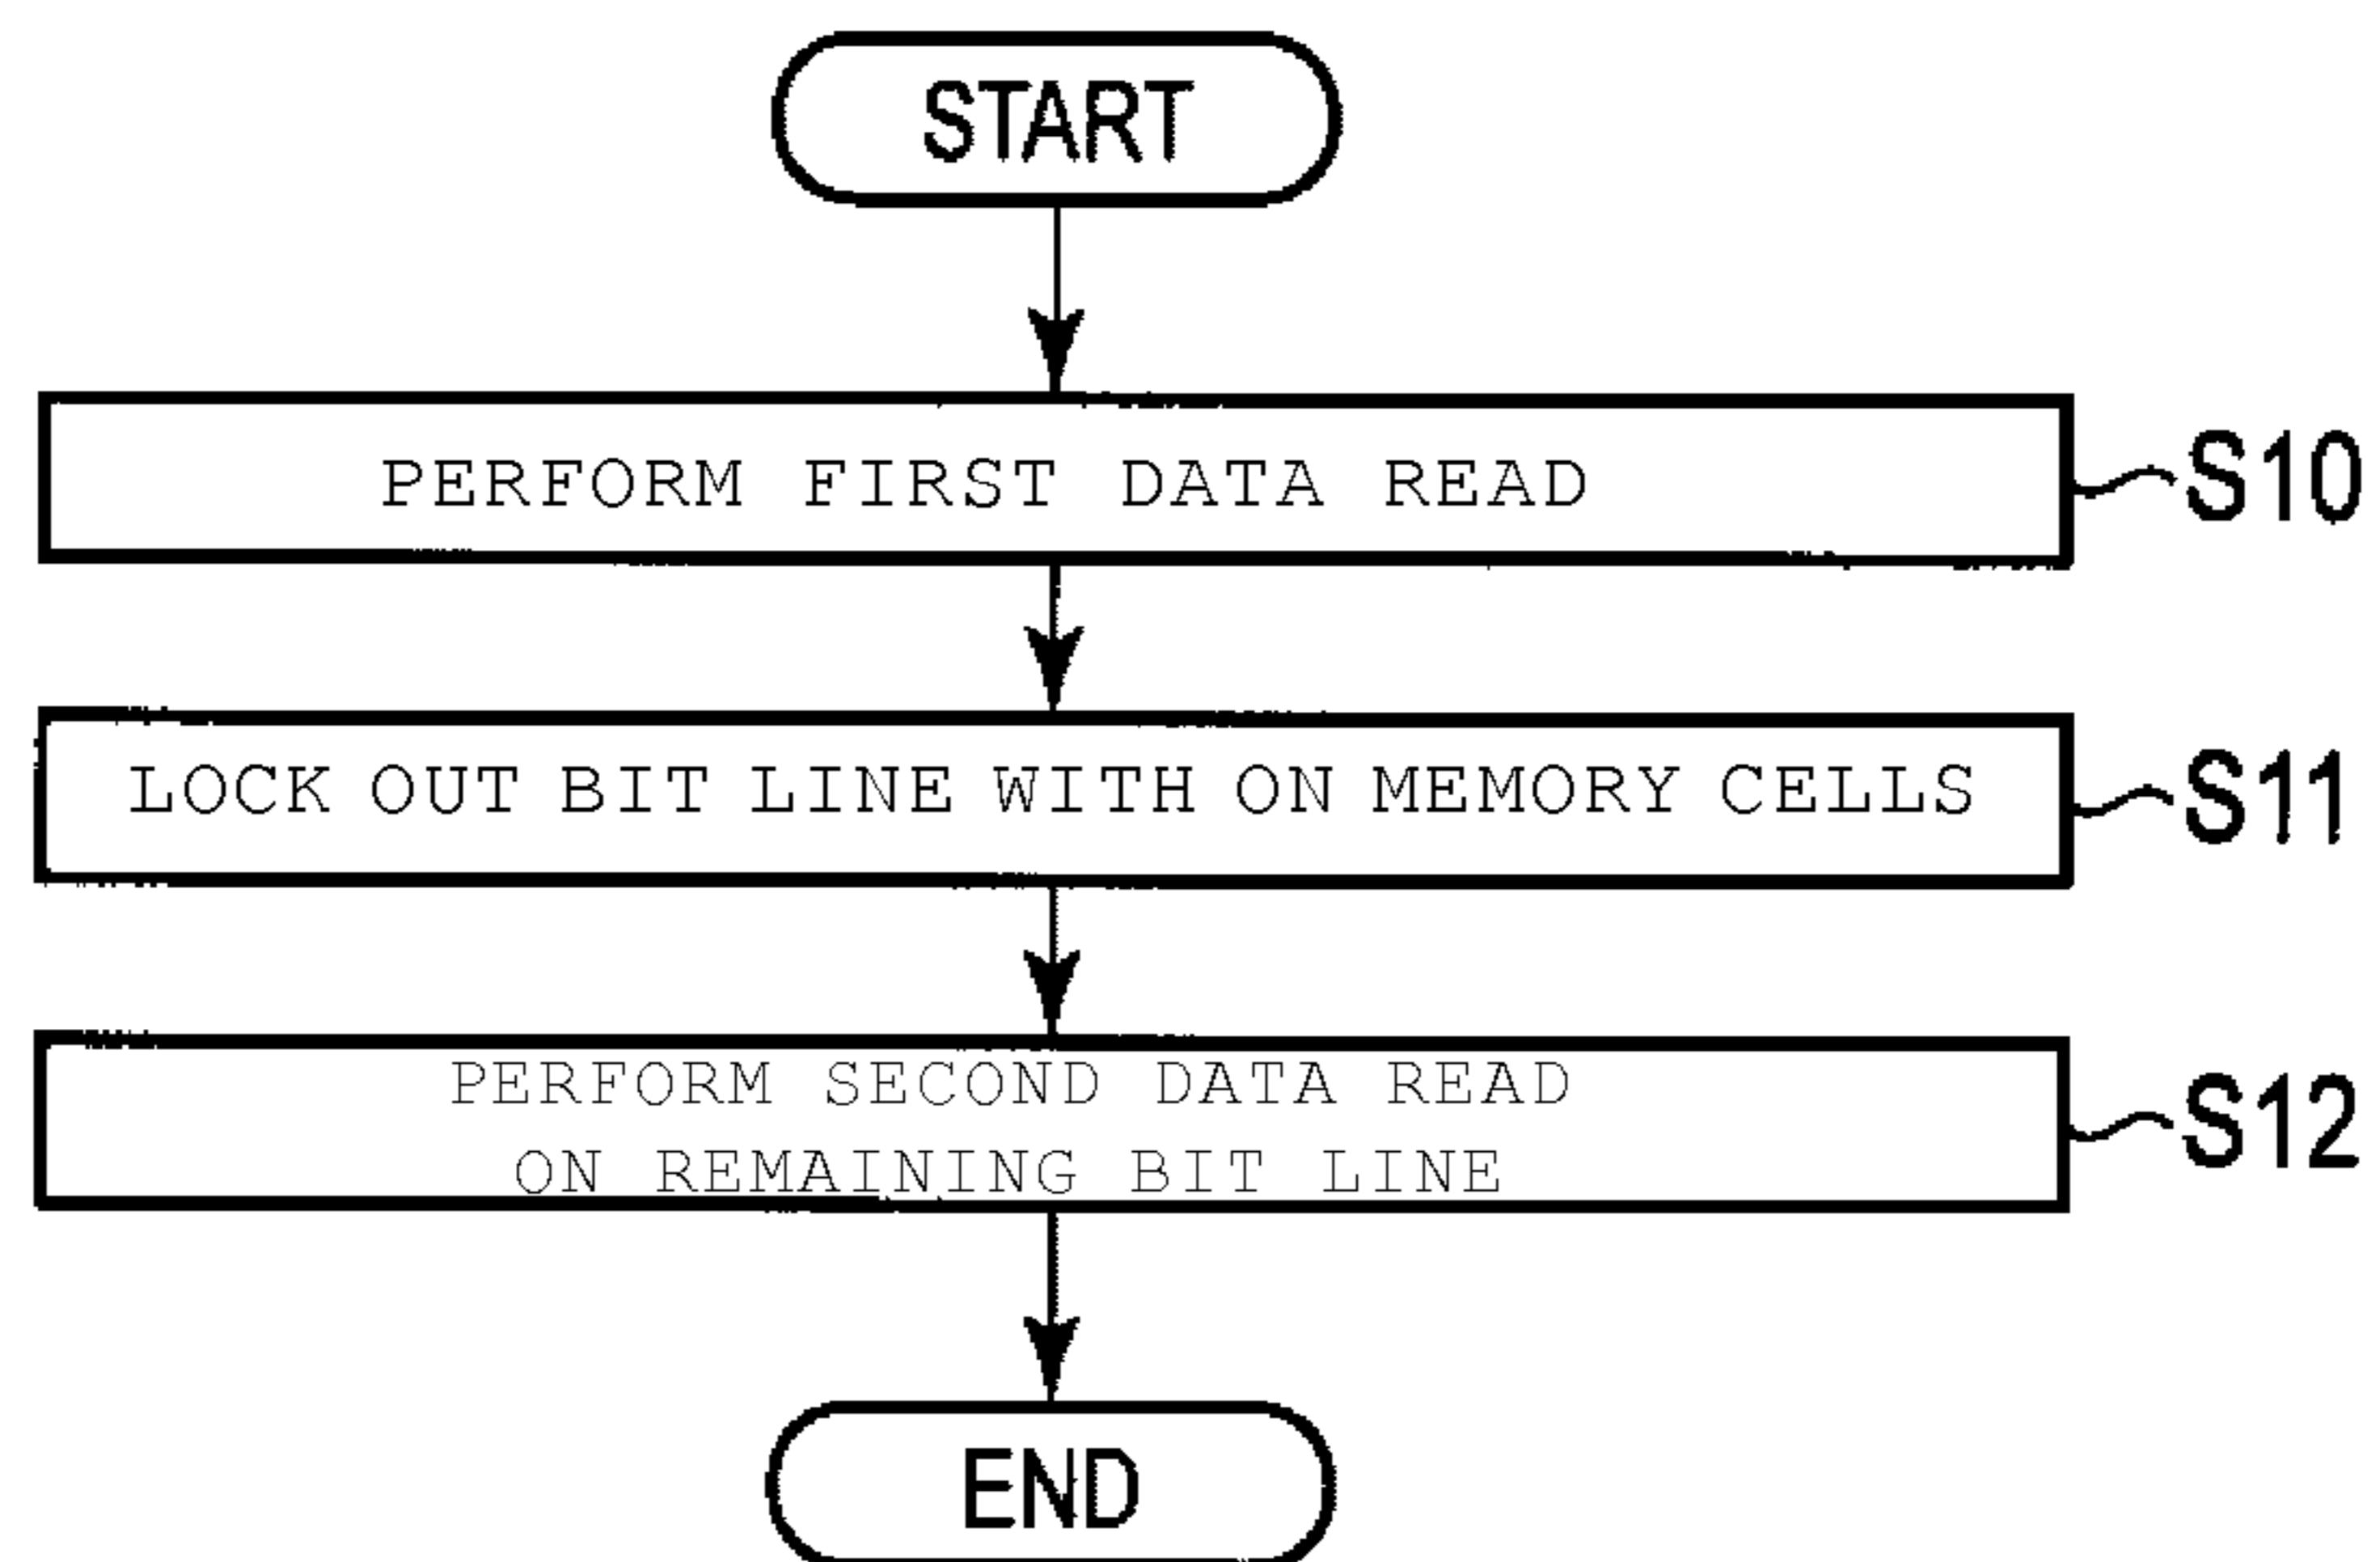 START
PERFORM FIRST DATA READ
S10
LOCK OUT BIT LINE WITH ON MEMORY CELLS
S11
PERFORM SECOND DATA READ
ON REMAINING BIT LINE
S12
END